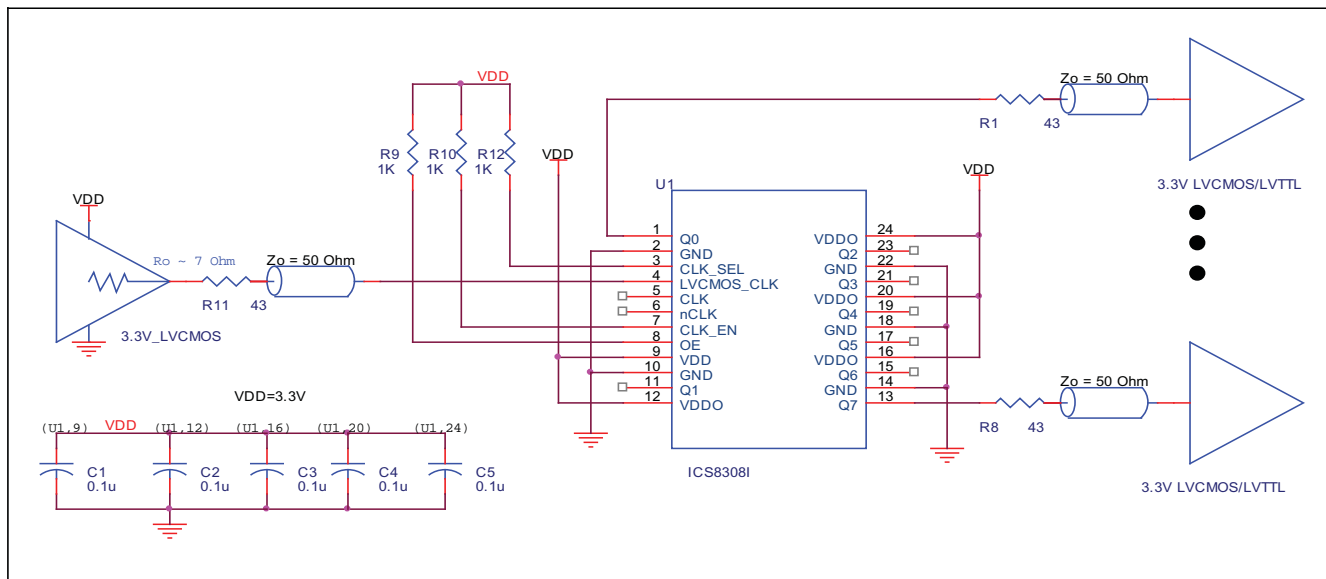 VDD
R9
1K
R10
1K
R12
1K
VDD
VDD
Ro ~ 7 Ohm
R11
43
Zo = 50 Ohm
3.3V_LVCMOS
U1
1
2
3
4
5
6
7
8
9
10
11
12
Q0
GND
CLK_SEL
LVCMOS_CLK
CLK
nCLK
CLK_EN
OE
VDD
GND
Q1
VDDO
VDDO
Q2
GND
Q3
VDDO
Q4
GND
Q5
VDDO
Q6
GND
Q7
24
23
22
21
20
19
18
17
16
15
14
13
ICS8308I
VDD
R1
43
Zo = 50 Ohm
3.3V LVCMOS/LVTTL
R8
43
Zo = 50 Ohm
3.3V LVCMOS/LVTTL
VDD=3.3V
(U1,9)
VDD
(U1,12)
(U1,16)
(U1,20)
(U1,24)
C1
0.1u
C2
0.1u
C3
0.1u
C4
0.1u
C5
0.1u